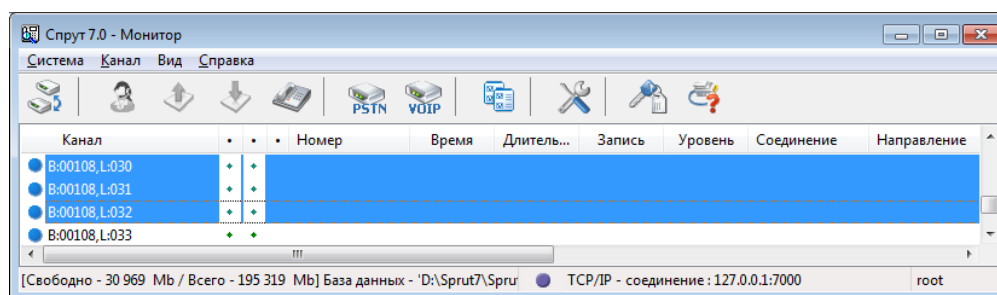 Спрут 7.0 - Монитор
Система Канал Вид Справка
PSTN VOIP
Канал Номер Время Длитель... Запись Уровень Соединение Направление
B:00108,L:030
B:00108,L:031
B:00108,L:032
B:00108,L:033
[Свободно - 30 969 Mb / Всего - 195 319 Mb] База данных - 'D:\Sprut7\Sprut TCP/IP - соединение : 127.0.0.1:7000 root